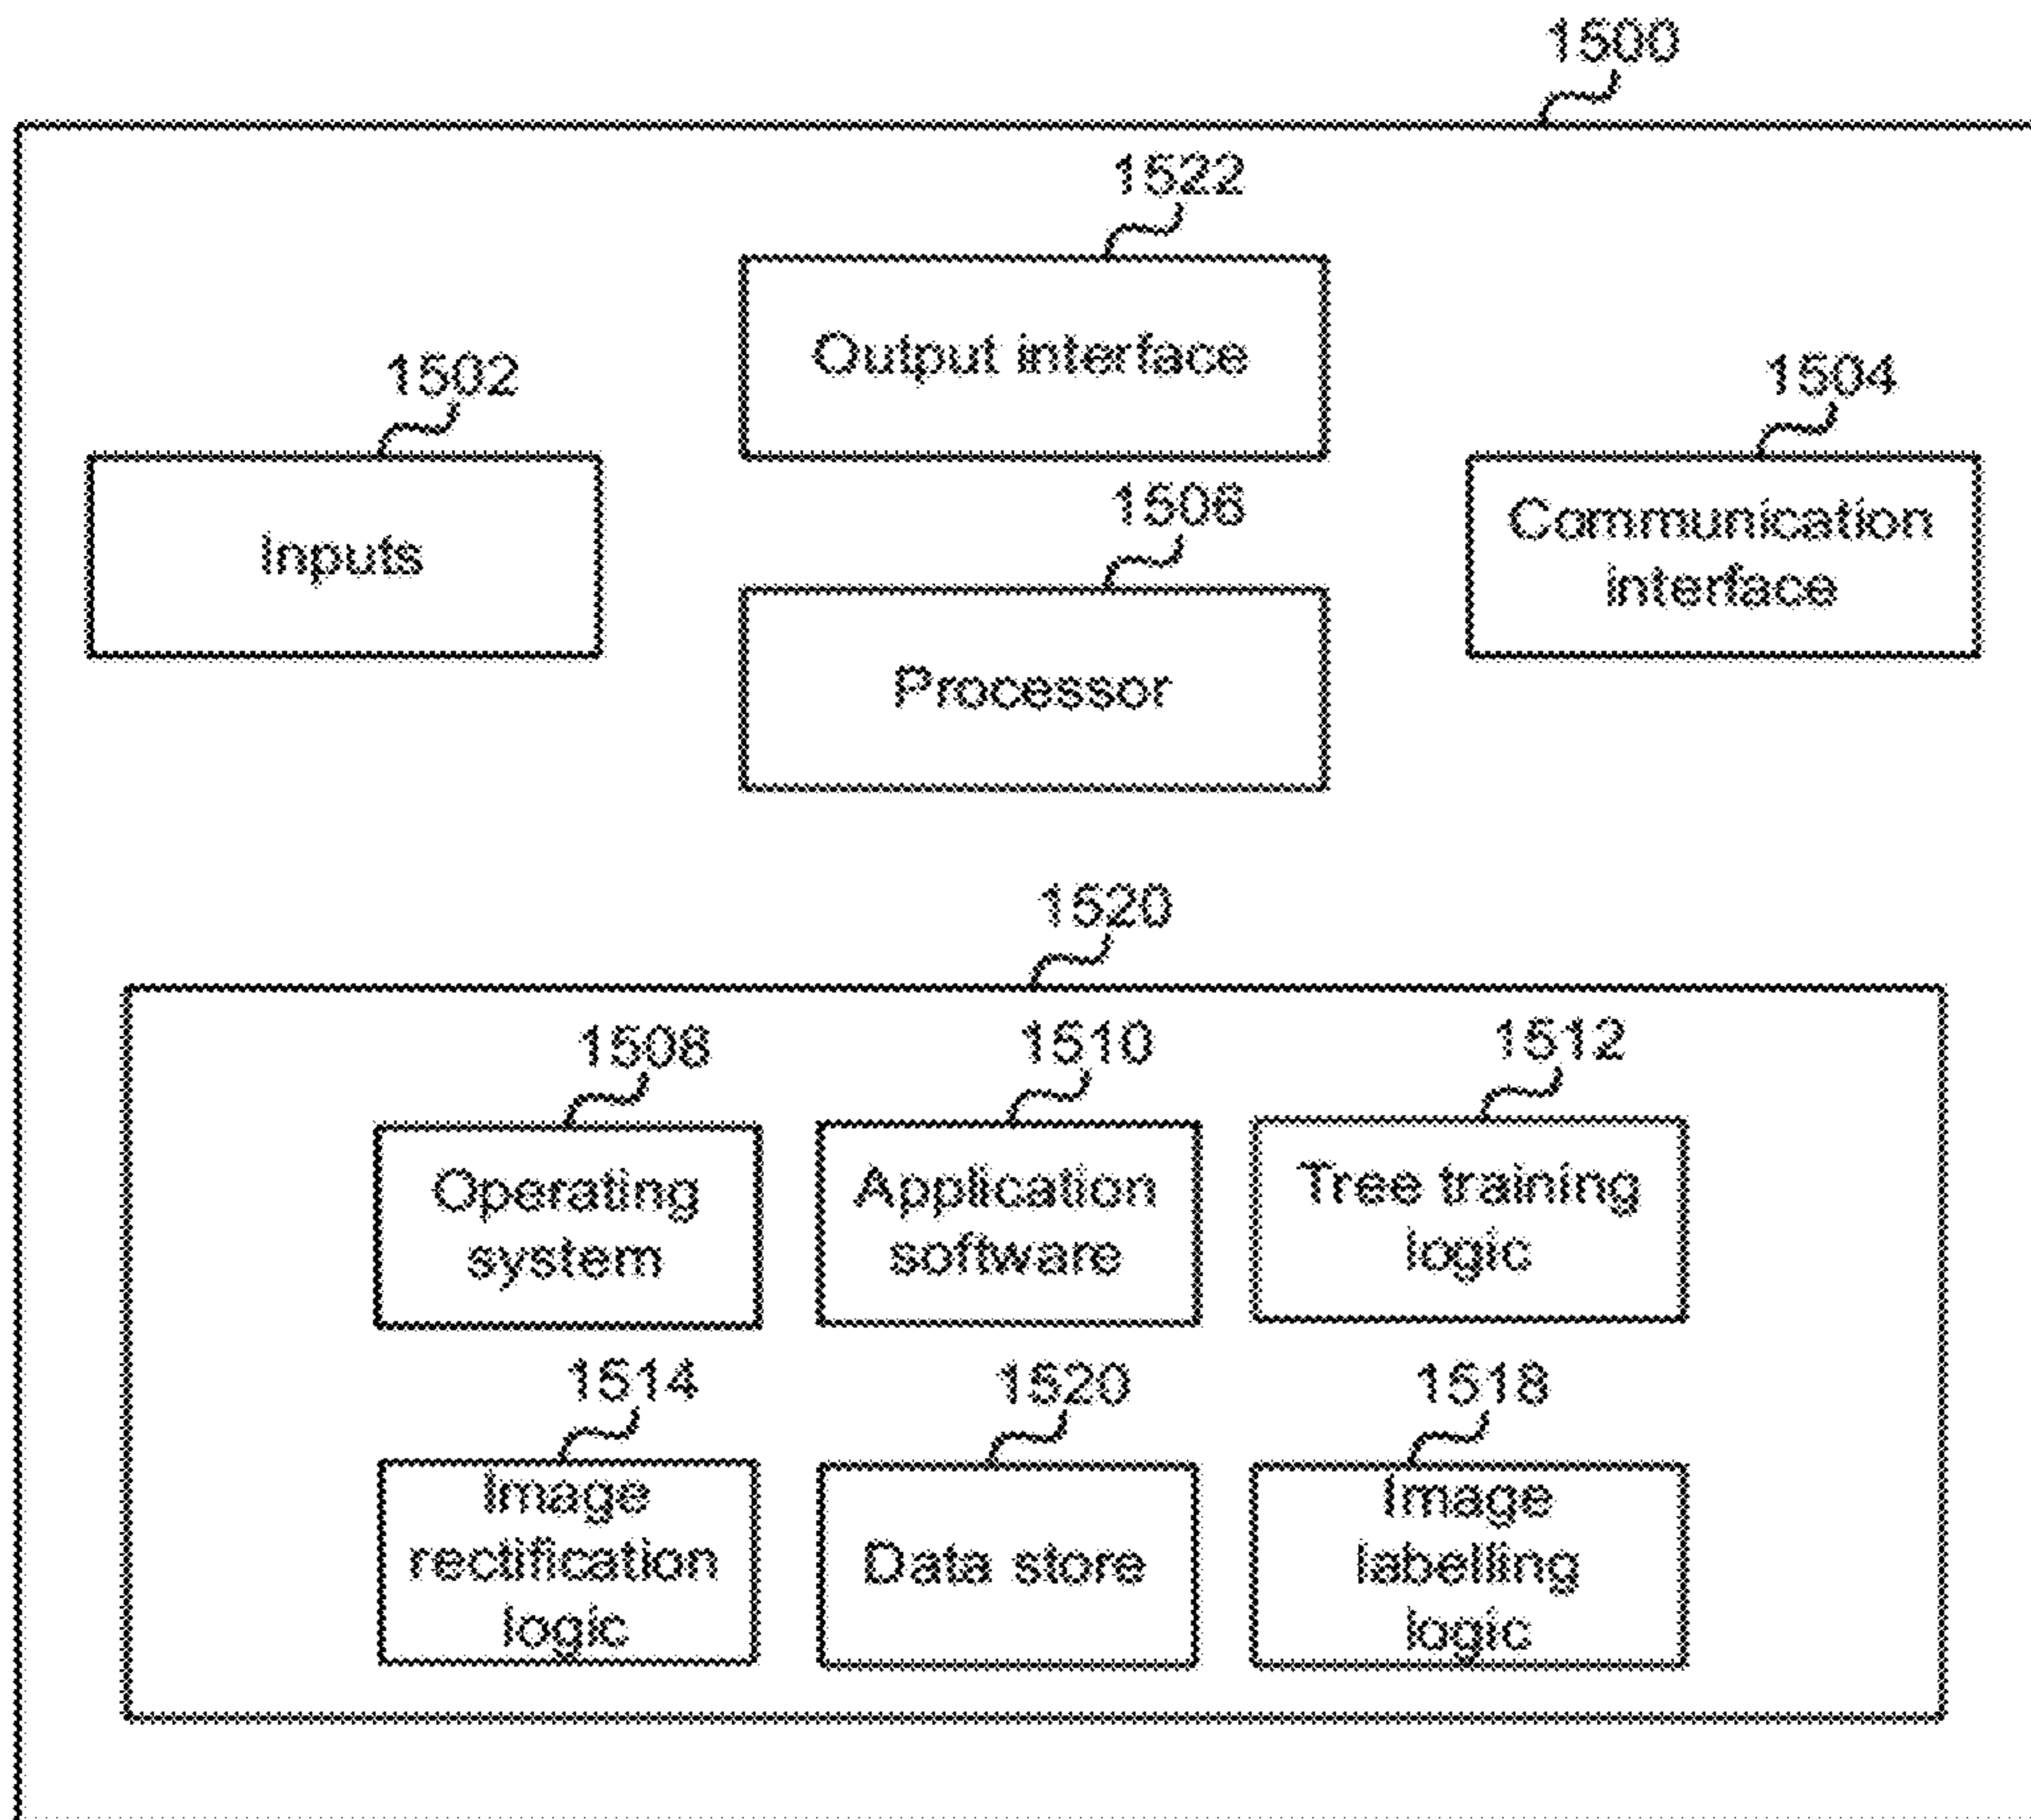 1500
1522
Output interface
1502
Inputs
1504
Communication
interface
1506
Processor
1520
1508
Operating
system
1510
Application
software
1512
Tree training
logic
1514
Image
rectification
logic
1520
Data store
1518
Image
labelling
logic